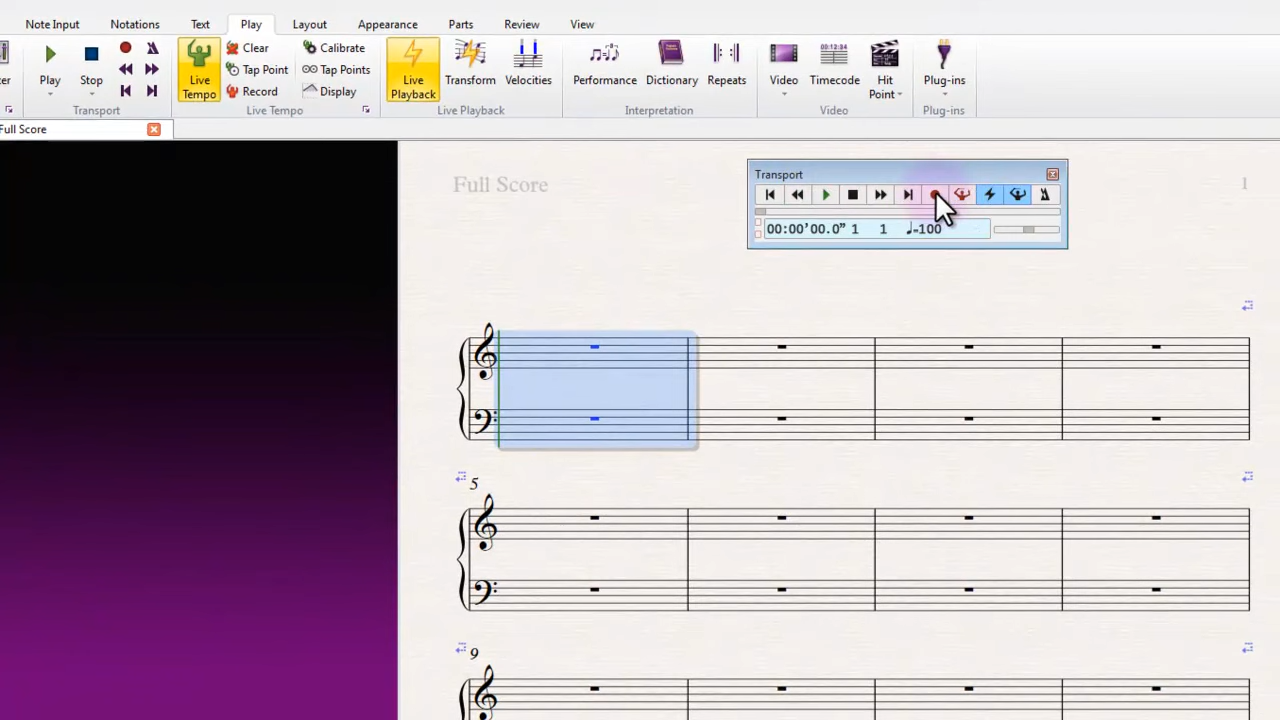 Note Input Notations Text Play Layout Appearance Parts Review View
Play Stop Live Tempo Clear Tap Point Record Calibrate Tap Points Display Live Playback Transform Velocities Performance Dictionary Repeats Video Timecode Hit Point Plug-ins
12:34
Transport Live Tempo Live Playback Interpretation Video Plug-ins
Full Score
Full Score
1
Transport
00:00'00.0" 1 1 ♩=100
5
9